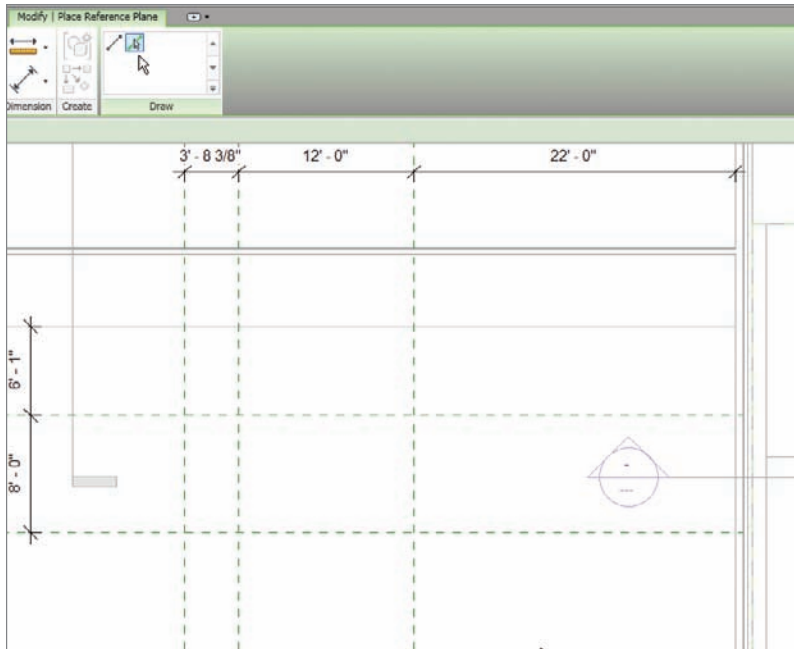 Modify | Place Reference Plane
Dimension Create Draw
3' - 8 3/8" 12' - 0" 22' - 0"
6' - 1"
8' - 0"